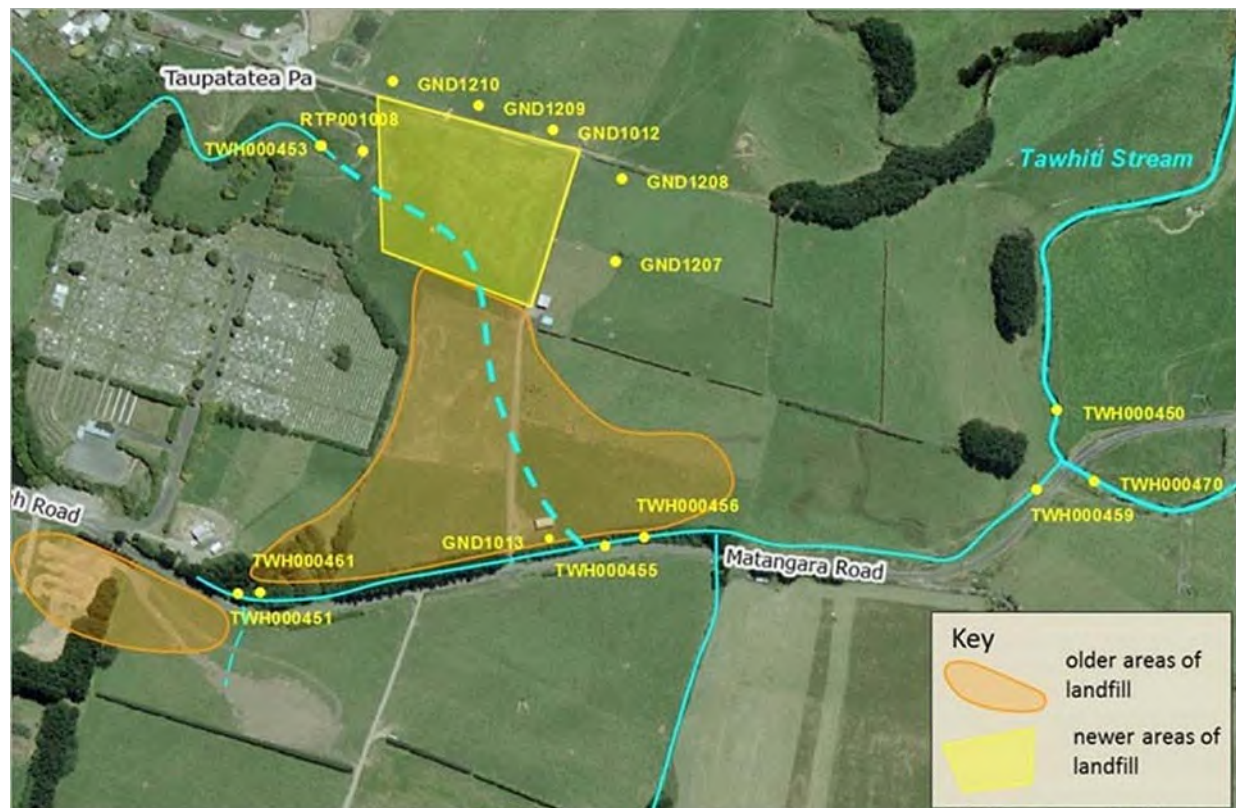 Taupatatea Pa
GND1210
GND1209
RTP001008
GND1012
TWH000453
Tawhiti Stream
GND1208
GND1207
TWH000450
TWH000470
TWH000456
TWH000459
Road
GND1013
TWH000461
TWH000455
Matangara Road
TWH000451
Key
older areas of
landfill
newer areas of
landfill